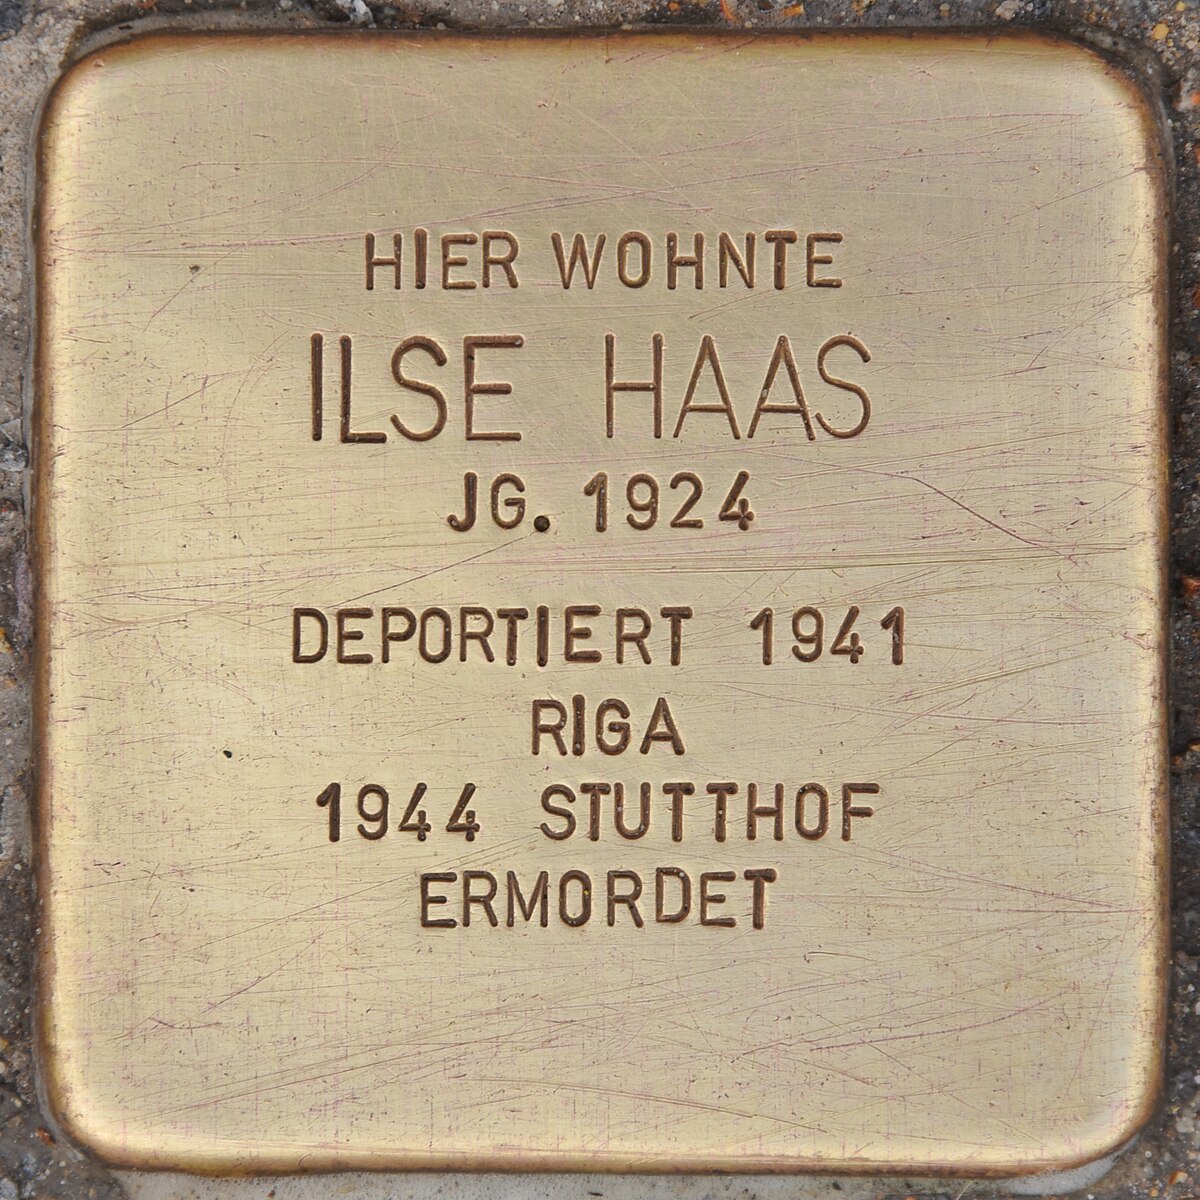 HIER WOHNTE
ILSE HAAS
JG. 1924
DEPORTIERT 1941
RIGA
1944 STUTTHOF
ERMORDET